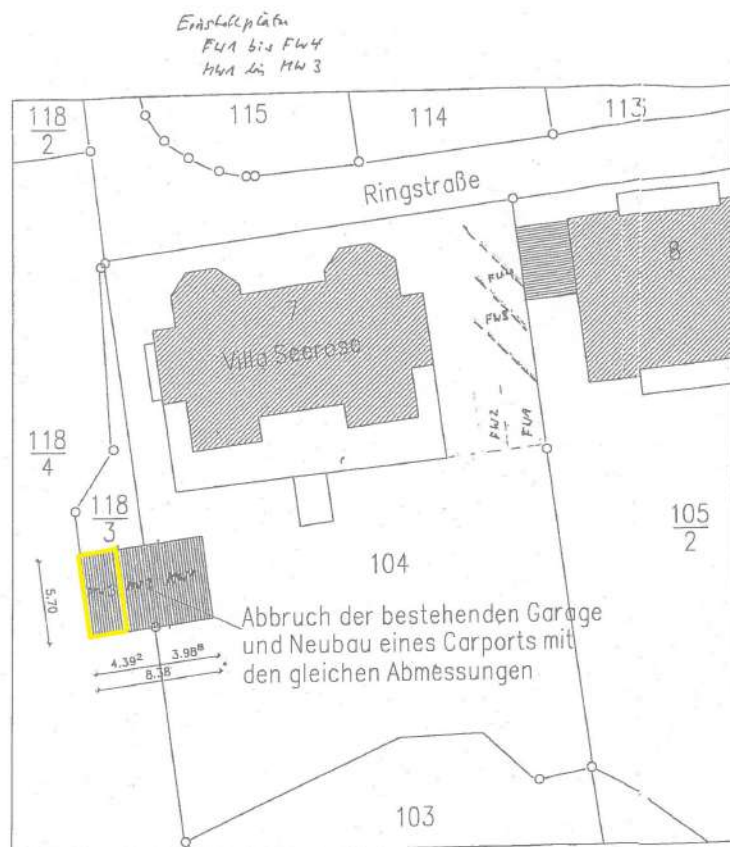 Einstellplätze
FW1 bis FW4
MW1 bis MW3
118
2
115
114
113
Ringstraße
8
FW4
7
FW3
Villa Seerose
FW2
FW1
118
4
118
3
105
2
104
5.70
MW3 MW2 MW1
Abbruch der bestehenden Garage
und Neubau eines Carports mit
den gleichen Abmessungen
4.39² 3.98⁸
8.38
103